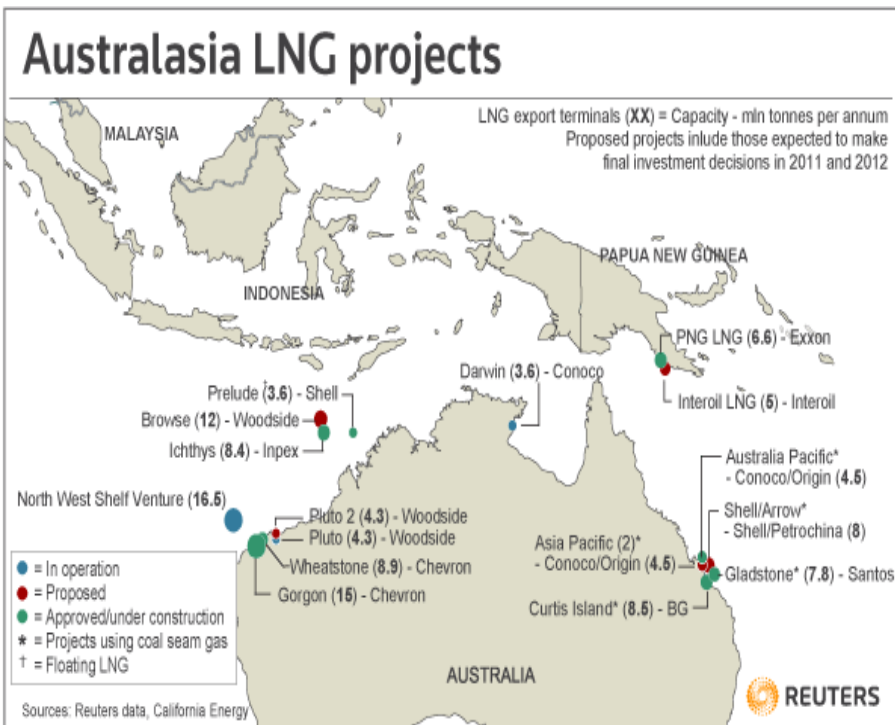 Australasia LNG projects
LNG export terminals (XX) = Capacity - mln tonnes per annum
Proposed projects inlude those expected to make
final investment decisions in 2011 and 2012
MALAYSIA
PAPUA NEW GUINEA
INDONESIA
PNG LNG (6.6) - Exxon
Darwin (3.6) - Conoco
Prelude †(3.6) - Shell
Interoil LNG (5) - Interoil
Browse (12) - Woodside
Ichthys (8.4) - Inpex
Australia Pacific*
- Conoco/Origin (4.5)
North West Shelf Venture (16.5)
Shell/Arrow*
- Shell/Petrochina (8)
Pluto 2 (4.3) - Woodside
Pluto (4.3) - Woodside
Asia Pacific (2)*
- Conoco/Origin (4.5)
Wheatstone (8.9) - Chevron
Gladstone* (7.8) - Santos
Gorgon (15) - Chevron
Curtis Island* (8.5) - BG
= In operation
= Proposed
= Approved/under construction
* = Projects using coal seam gas
† = Floating LNG
AUSTRALIA
Sources: Reuters data, California Energy
REUTERS